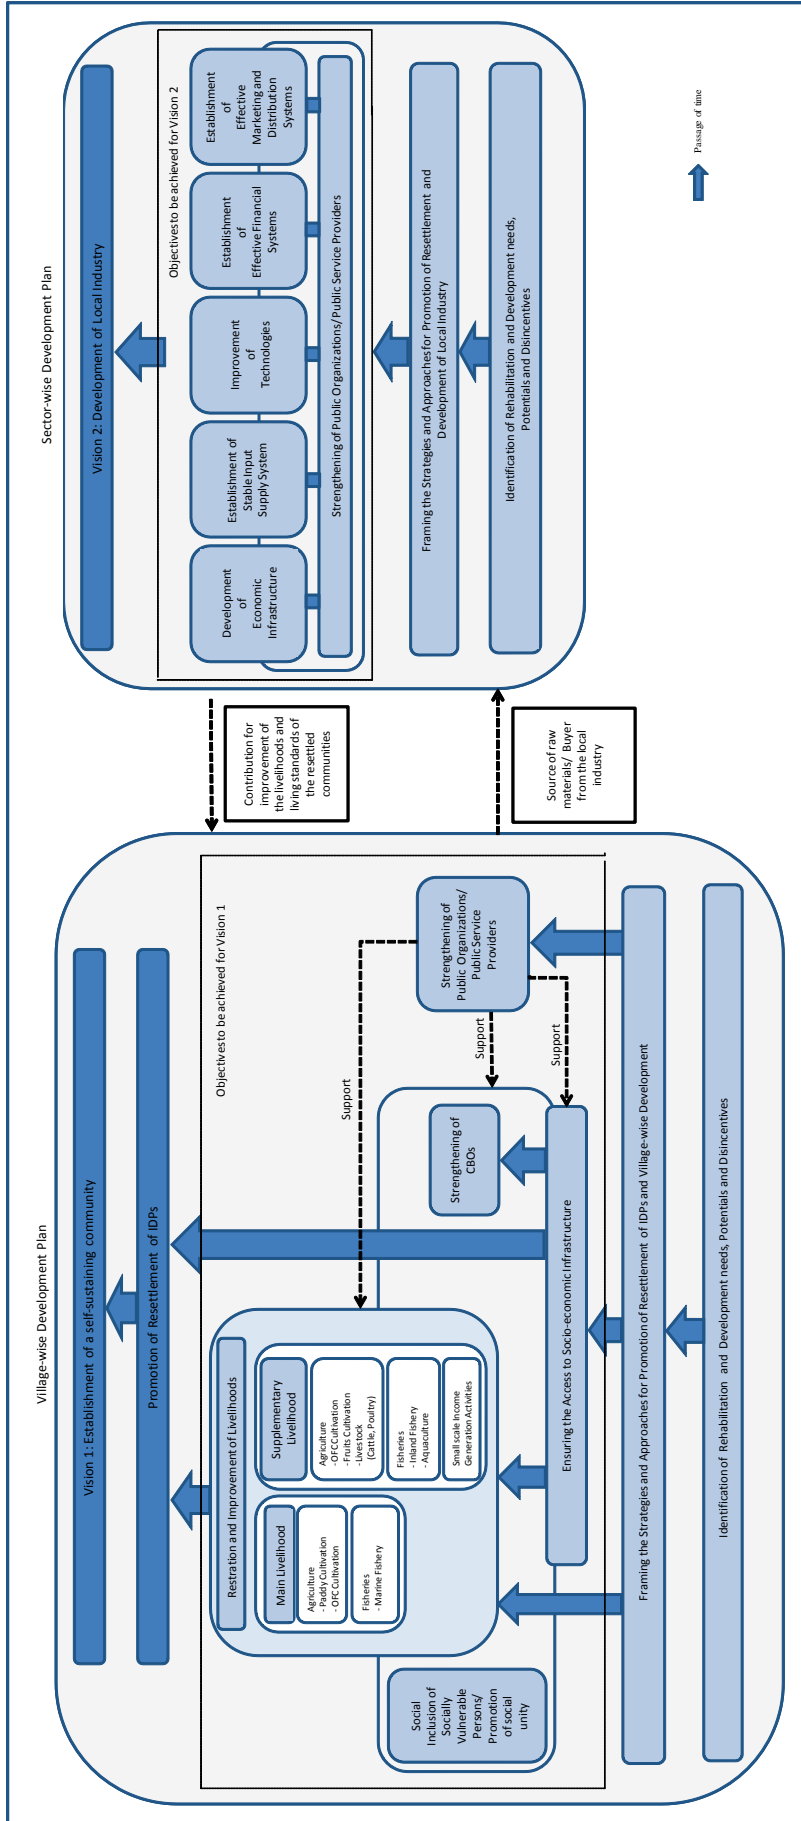 Village-wise Development Plan
Vision 1: Establishment of a self-sustaining community
Promotion of Resettlement of IDPs
Objectives to be achieved for Vision 1
Restration and Improvement of Livelihoods
Main Livelihood
Agriculture
- Paddy Cultivation
- OFC Cultivation
Fisheries
- Marine Fishery
Supplementary
Livelihood
Agriculture
- OFC Cultivation
- Fruits Cultivation
- Livestock
(Cattle, Poultry)
Fisheries
- Inland Fishery
- Aquaculture
Small scale Income
Generation Activities
Support
Social
Inclusion of
Socially
Vulnerable
Persons/
Promotion
of social
unity
Strengthening of
CBOs
Support
Support
Strengthening of
Public Organizations/
Public Service
Providers
Ensuring the Access to Socio-economic Infrastructure
Framing the Strategies and Approaches for Promotion of Resettlement of IDPs and Village-wise Development
Identification of Rehabilitation and Development needs, Potentials and Disincentives
Contribution for
improvement of
the livelihoods and
living standards of
the resettled
communities
Source of raw
materials/ Buyer
from the local
industry
Sector-wise Development Plan
Vision 2: Development of Local Industry
Objectives to be achieved for Vision 2
Development
of
Economic
Infrastructure
Establishment of
Stable Input
Supply System
Improvement
of
Technologies
Establishment
of
Effective Financial
Systems
Establishment
of
Effective
Marketing and
Distribution
Systems
Strengthening of Public Organizations/Public Service Providers
Framing the Strategies and Approaches for Promotion of Resettlement and
Development of Local Industry
Identification of Rehabilitation and Development needs,
Potentials and Disincentives
Passage of time